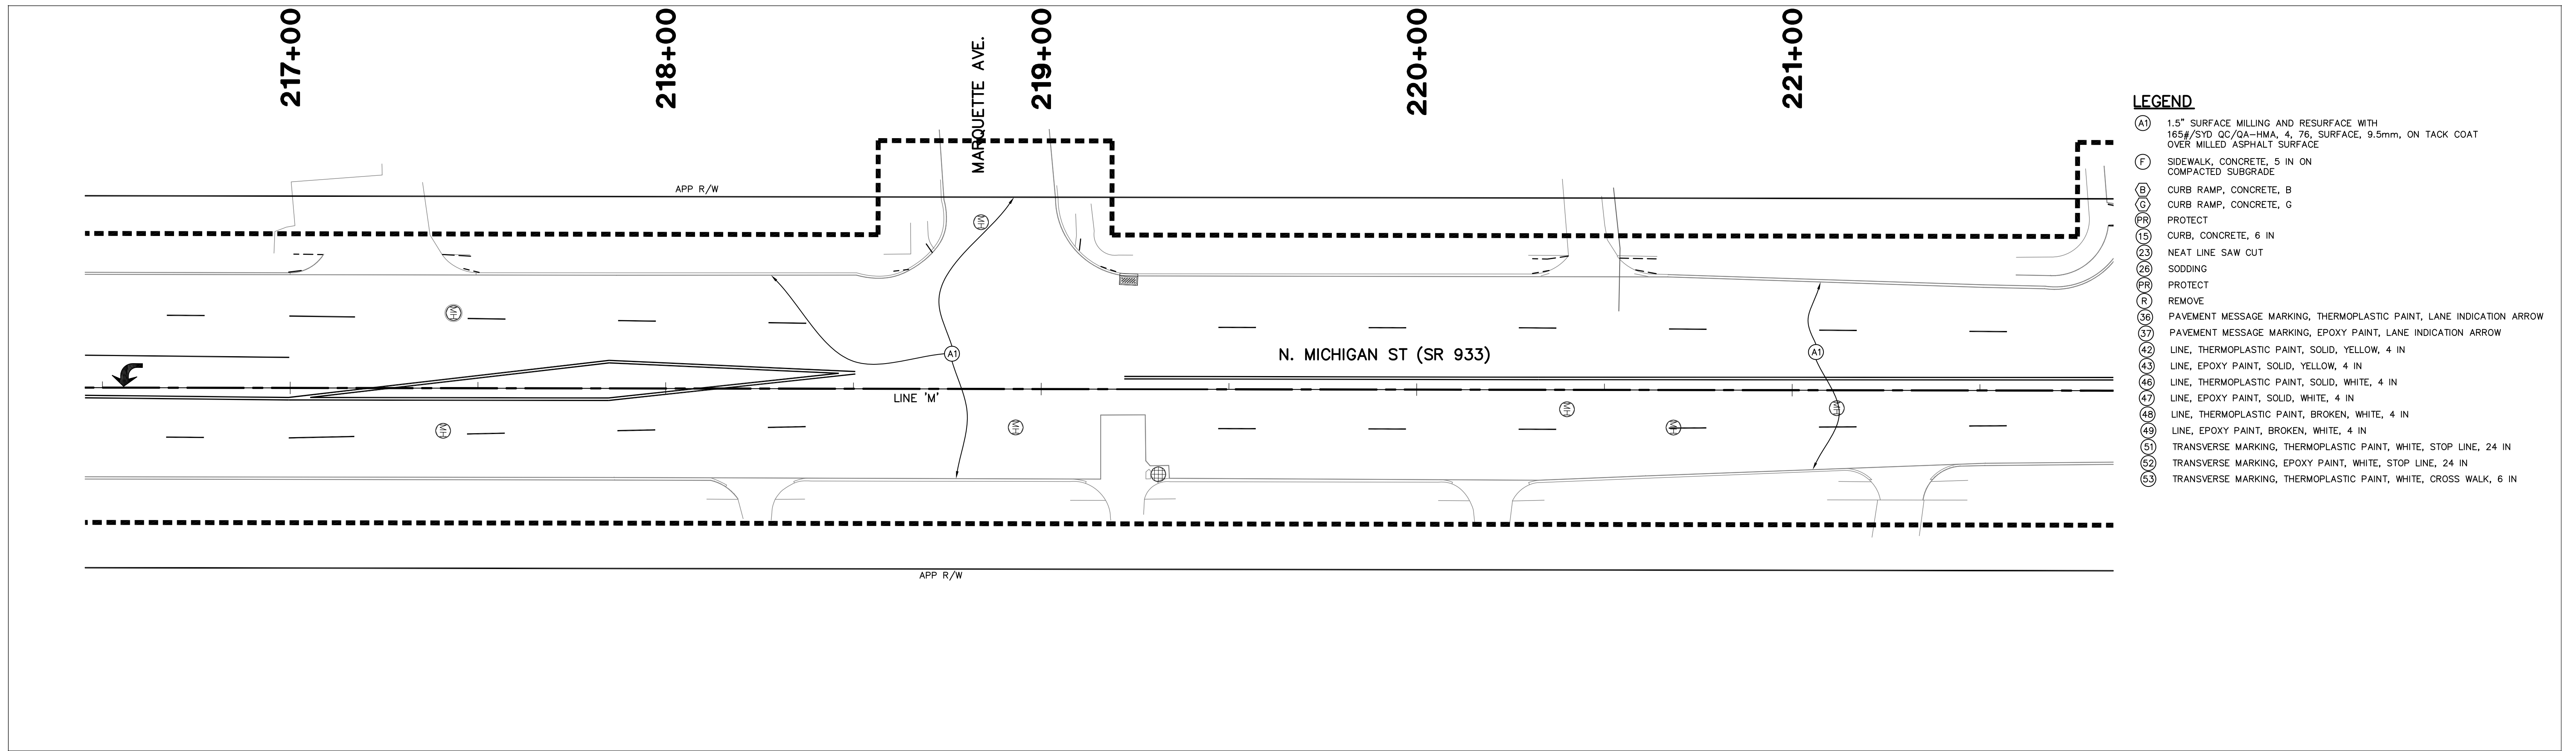 217+00
218+00
MARQUETTE AVE.
219+00
220+00
221+00
APP R/W
MH
MH
A1
N. MICHIGAN ST (SR 933)
A1
LINE 'M'
MH
MH
MH
MH
MH
APP R/W
LEGEND
A1 1.5" SURFACE MILLING AND RESURFACE WITH
165#/SYD QC/QA-HMA, 4, 76, SURFACE, 9.5mm, ON TACK COAT
OVER MILLED ASPHALT SURFACE
F SIDEWALK, CONCRETE, 5 IN ON
COMPACTED SUBGRADE
B CURB RAMP, CONCRETE, B
G CURB RAMP, CONCRETE, G
PR PROTECT
15 CURB, CONCRETE, 6 IN
23 NEAT LINE SAW CUT
26 SODDING
PR PROTECT
R REMOVE
36 PAVEMENT MESSAGE MARKING, THERMOPLASTIC PAINT, LANE INDICATION ARROW
37 PAVEMENT MESSAGE MARKING, EPOXY PAINT, LANE INDICATION ARROW
42 LINE, THERMOPLASTIC PAINT, SOLID, YELLOW, 4 IN
43 LINE, EPOXY PAINT, SOLID, YELLOW, 4 IN
46 LINE, THERMOPLASTIC PAINT, SOLID, WHITE, 4 IN
47 LINE, EPOXY PAINT, SOLID, WHITE, 4 IN
48 LINE, THERMOPLASTIC PAINT, BROKEN, WHITE, 4 IN
49 LINE, EPOXY PAINT, BROKEN, WHITE, 4 IN
51 TRANSVERSE MARKING, THERMOPLASTIC PAINT, WHITE, STOP LINE, 24 IN
52 TRANSVERSE MARKING, EPOXY PAINT, WHITE, STOP LINE, 24 IN
53 TRANSVERSE MARKING, THERMOPLASTIC PAINT, WHITE, CROSS WALK, 6 IN